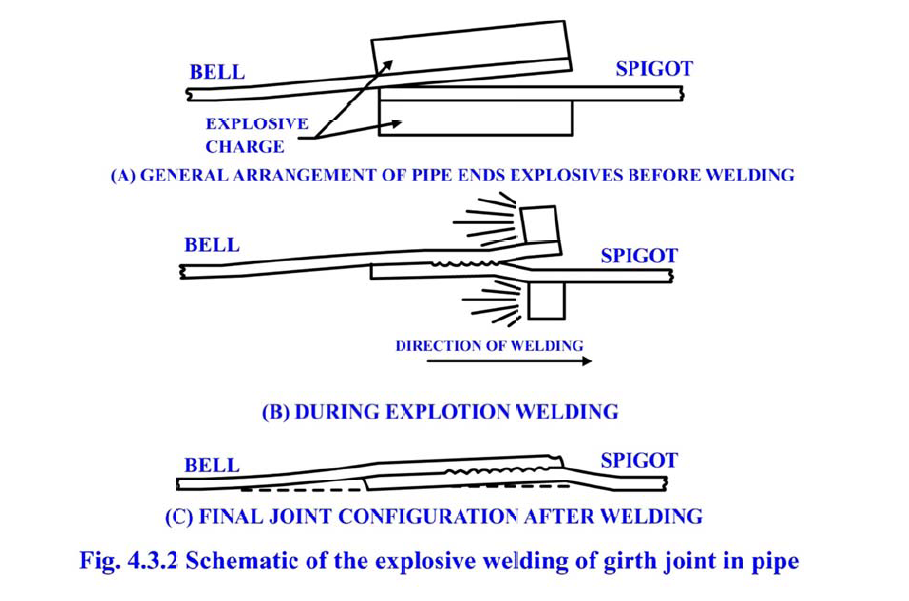 BELL
SPIGOT
EXPLOSIVE
CHARGE
(A) GENERAL ARRANGEMENT OF PIPE ENDS EXPLOSIVES BEFORE WELDING
BELL
SPIGOT
DIRECTION OF WELDING
(B) DURING EXPLOTION WELDING
BELL
SPIGOT
(C) FINAL JOINT CONFIGURATION AFTER WELDING
Fig. 4.3.2 Schematic of the explosive welding of girth joint in pipe